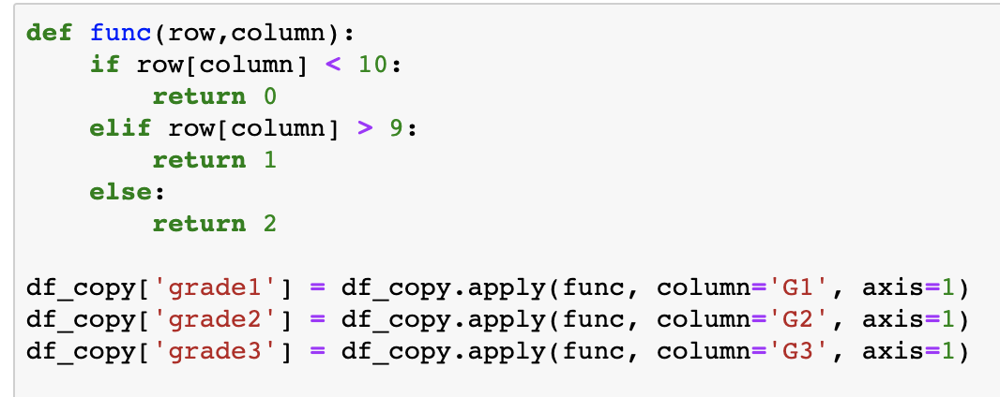 def func(row,column):
    if row[column] < 10:
        return 0
    elif row[column] > 9:
        return 1
    else:
        return 2

df_copy['grade1'] = df_copy.apply(func, column='G1', axis=1)
df_copy['grade2'] = df_copy.apply(func, column='G2', axis=1)
df_copy['grade3'] = df_copy.apply(func, column='G3', axis=1)